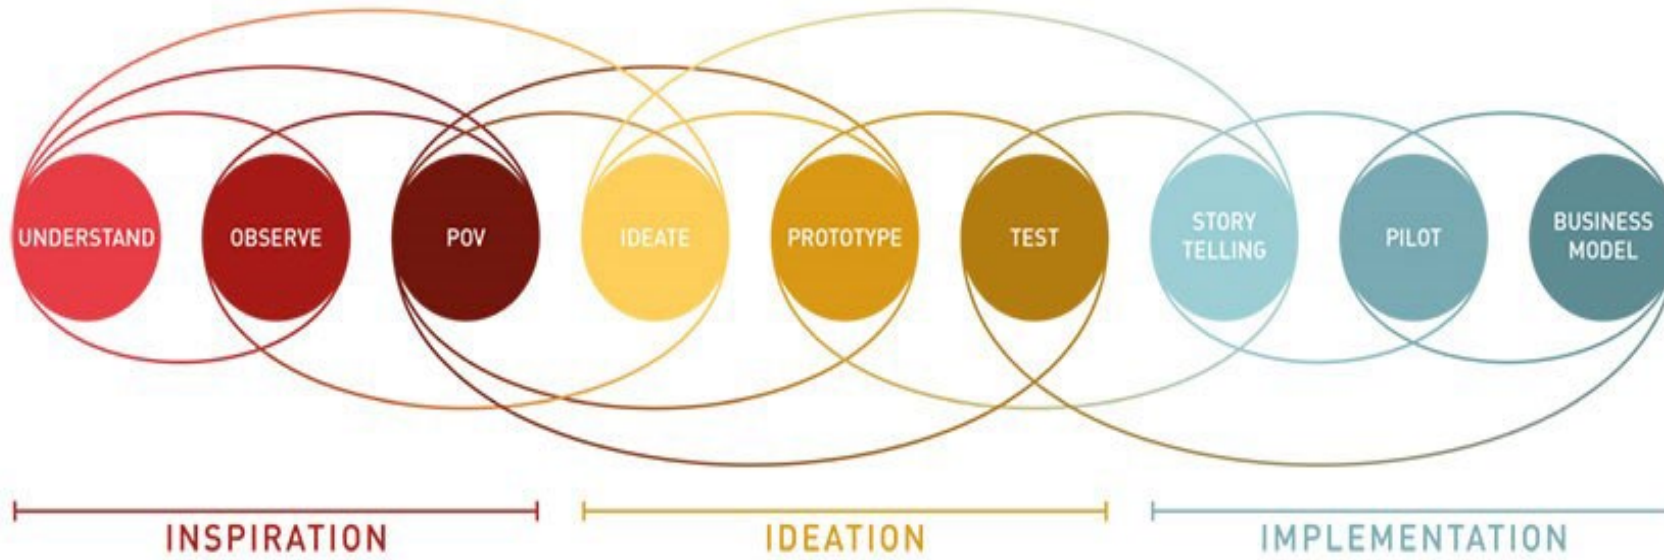 UNDERSTAND
OBSERVE
POV
IDEATE
PROTOTYPE
TEST
STORY
TELLING
PILOT
BUSINESS
MODEL
INSPIRATION
IDEATION
IMPLEMENTATION